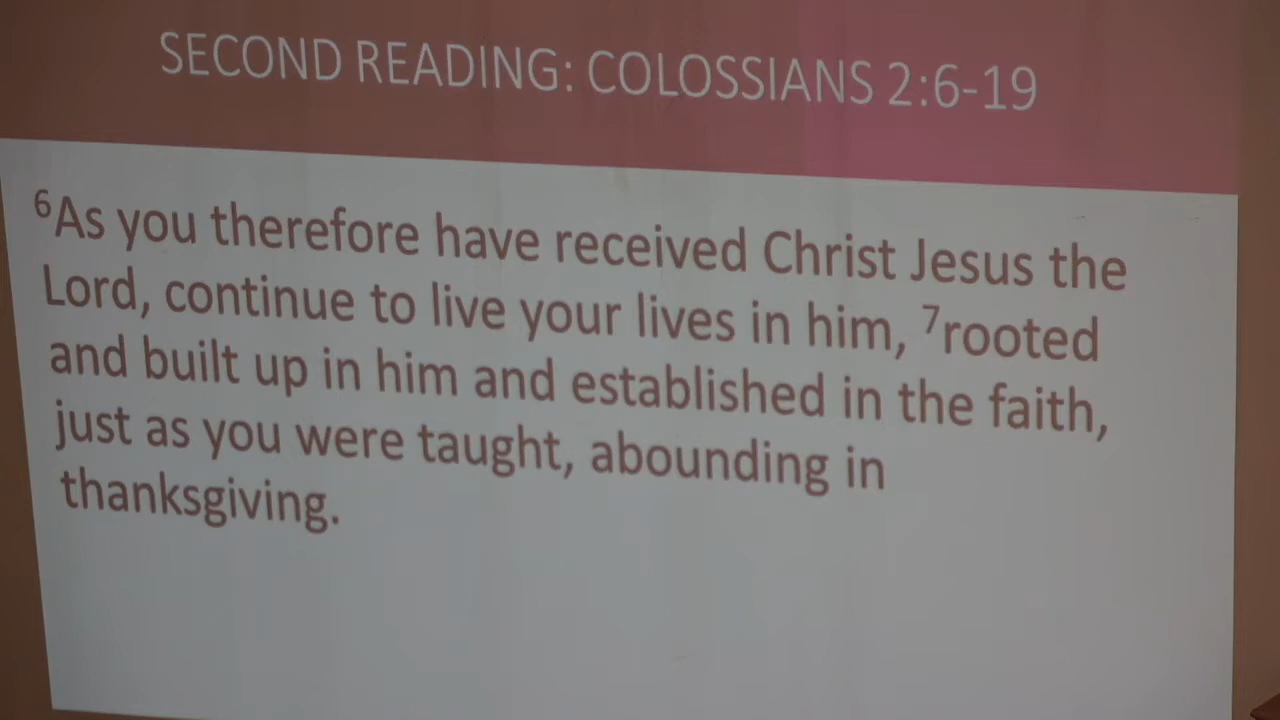 SECOND READING: COLOSSIANS 2:6-19
⁶As you therefore have received Christ Jesus the
Lord, continue to live your lives in him, ⁷rooted
and built up in him and established in the faith,
just as you were taught, abounding in
thanksgiving.